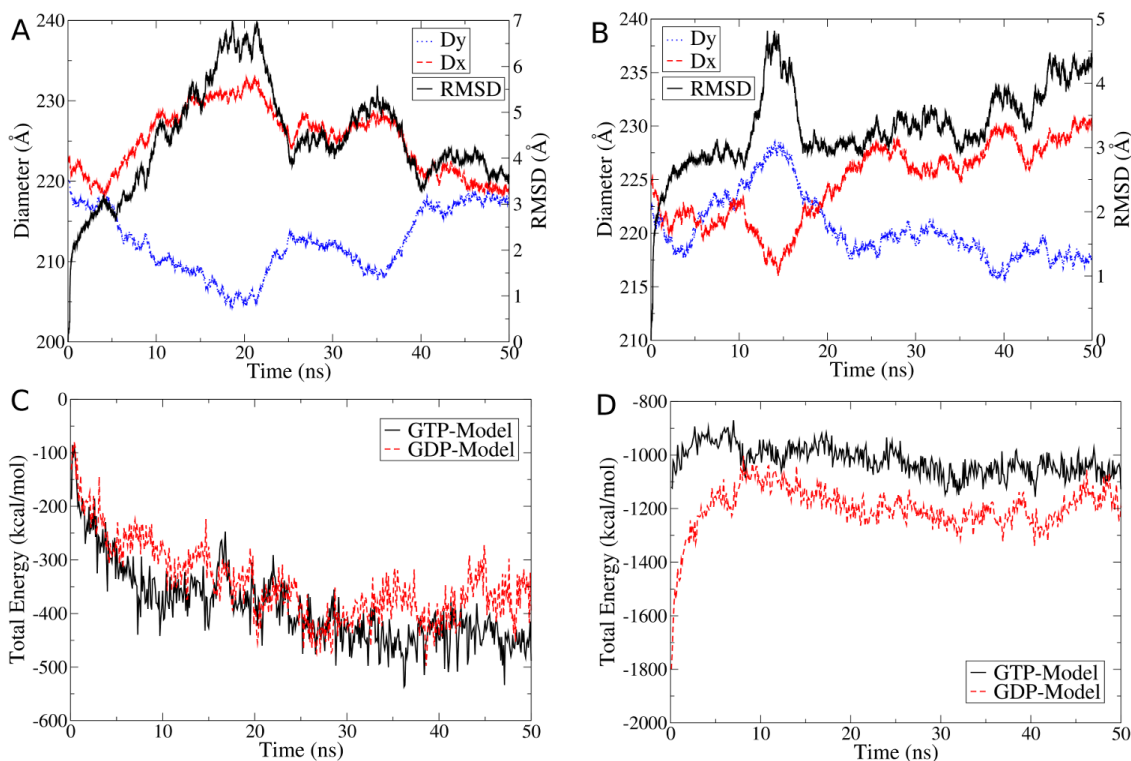 A
240
230
220
210
200
Diameter (Å)
Dy
Dx
RMSD
7
6
5
4
3
2
1
0
RMSD (Å)
0 10 20 30 40 50
Time (ns)
B
240
235
230
225
220
215
210
Diameter (Å)
Dy
Dx
RMSD
5
4
3
2
1
0
RMSD (Å)
0 10 20 30 40 50
Time (ns)
C
0
-100
-200
-300
-400
-500
-600
Total Energy (kcal/mol)
GTP-Model
GDP-Model
0 10 20 30 40 50
Time (ns)
D
-800
-1000
-1200
-1400
-1600
-1800
-2000
Total Energy (kcal/mol)
GTP-Model
GDP-Model
0 10 20 30 40 50
Time (ns)